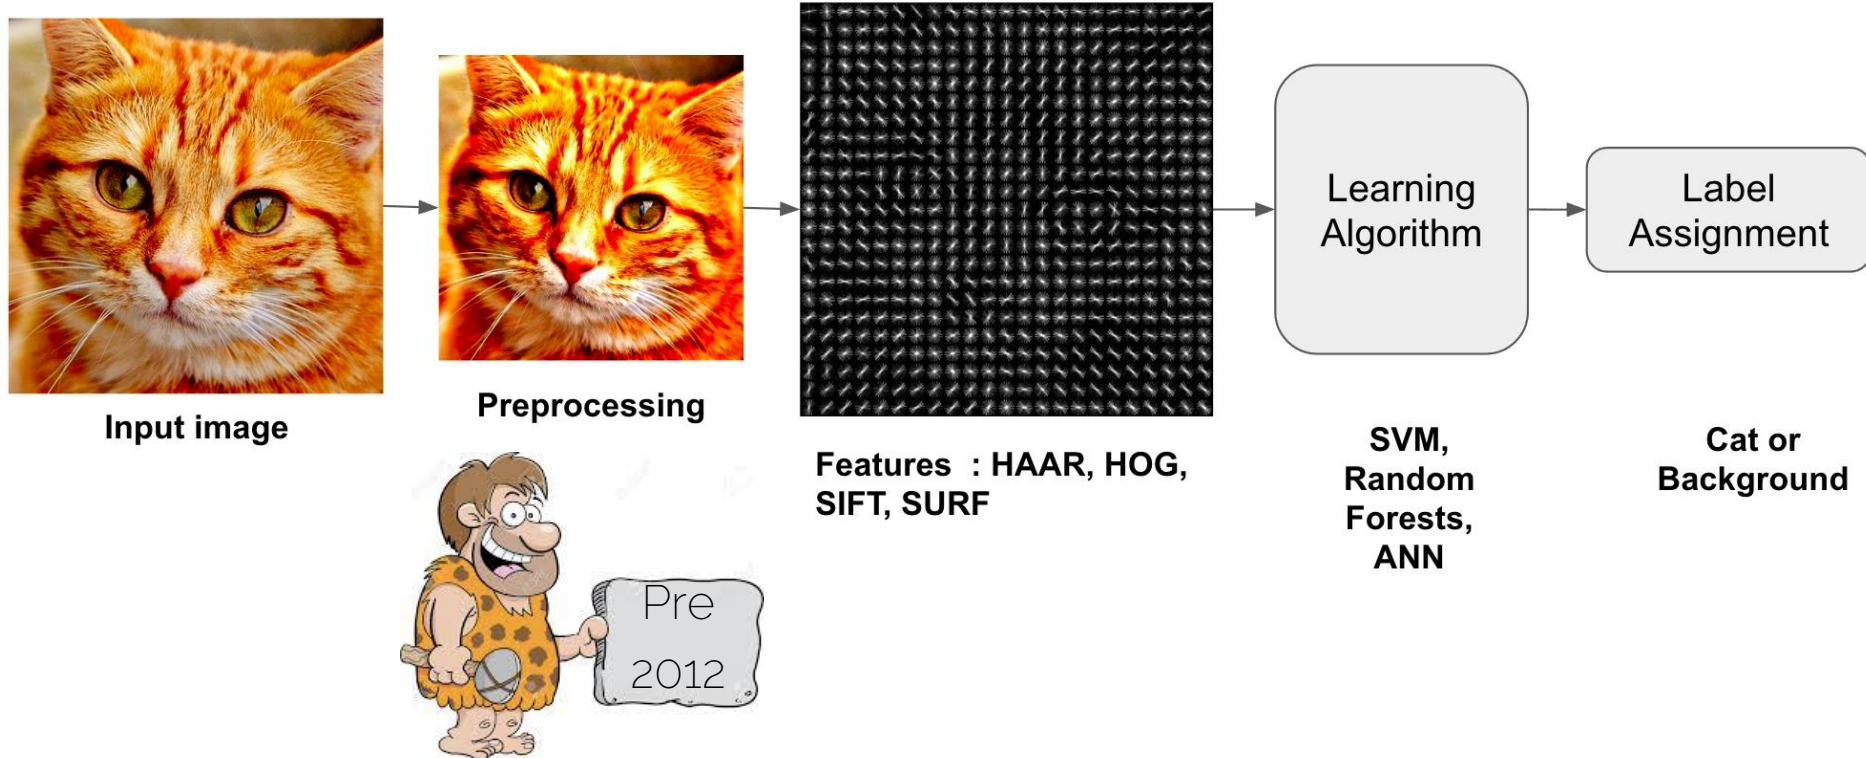 Input image
Preprocessing
Features : HAAR, HOG,
SIFT, SURF
Learning
Algorithm
SVM,
Random
Forests,
ANN
Label
Assignment
Cat or
Background
Pre
2012